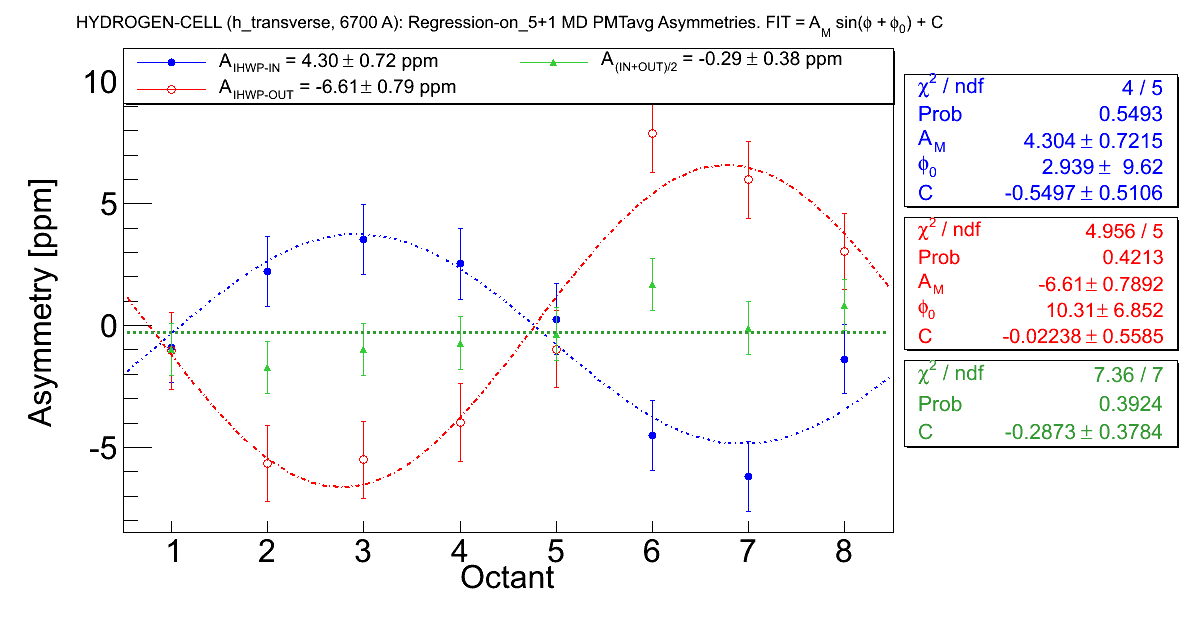 HYDROGEN-CELL (h_transverse, 6700 A): Regression-on_5+1 MD PMTavg Asymmetries. FIT = A_M sin(ϕ + ϕ_0) + C
A_IHWP-IN = 4.30 ± 0.72 ppm
A_(IN+OUT)/2 = -0.29 ± 0.38 ppm
A_IHWP-OUT = -6.61 ± 0.79 ppm
10
5
0
-5
Asymmetry [ppm]
1 2 3 4 5 6 7 8
Octant
χ² / ndf 4 / 5
Prob 0.5493
A_M 4.304 ± 0.7215
ϕ_0 2.939 ± 9.62
C -0.5497 ± 0.5106
χ² / ndf 4.956 / 5
Prob 0.4213
A_M -6.61 ± 0.7892
ϕ_0 10.31 ± 6.852
C -0.02238 ± 0.5585
χ² / ndf 7.36 / 7
Prob 0.3924
C -0.2873 ± 0.3784